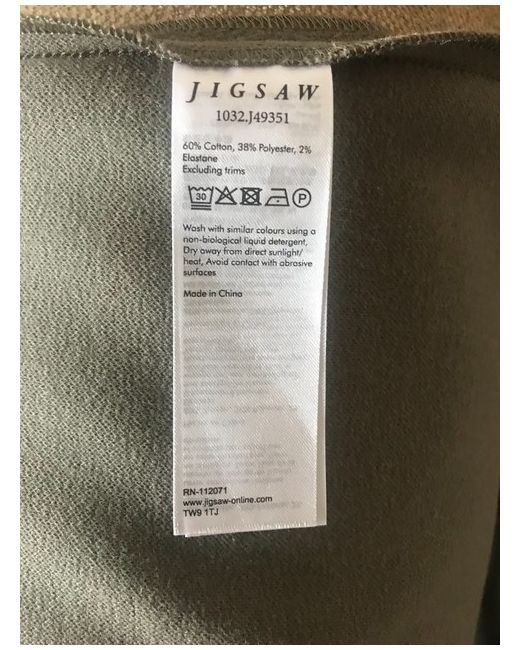 JIGSAW
1032.J49351
60% Cotton, 38% Polyester, 2%
Elastane
Excluding trims
30 P
Wash with similar colours using a
non-biological liquid detergent,
Dry away from direct sunlight/
heat, Avoid contact with abrasive
surfaces
Made in China
RN-112071
www.jigsaw-online.com
TW9 1TJ